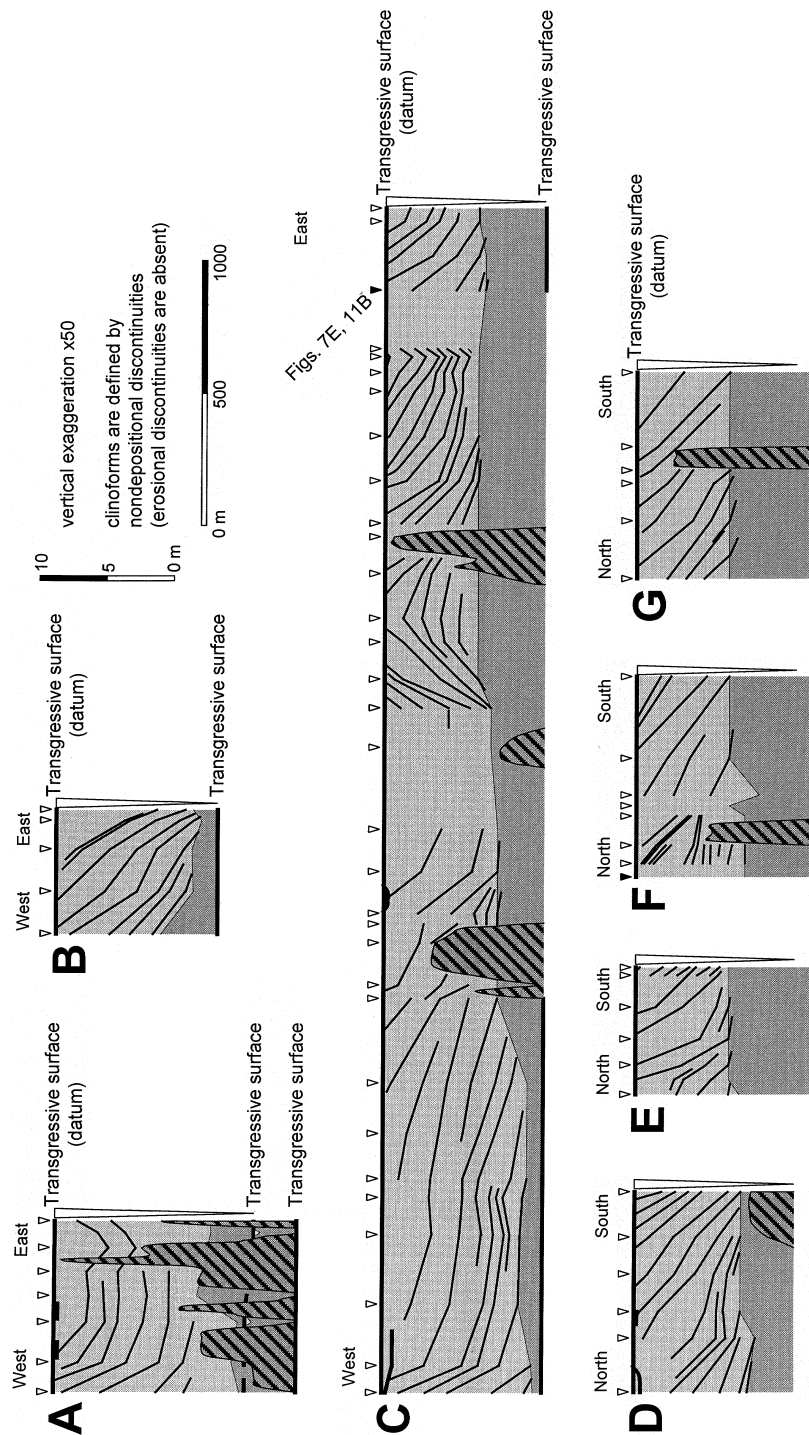 A
West
East
Transgressive surface
(datum)
Transgressive surface
Transgressive surface
B
West
East
Transgressive surface
(datum)
Transgressive surface
10
5
0 m
vertical exaggeration x50
clinoforms are defined by
nondepositional discontinuities
(erosional discontinuities are absent)
0 m
500
1000
C
West
East
Figs. 7E, 11B
Transgressive surface
(datum)
Transgressive surface
D
North
South
E
North
South
F
North
South
G
North
South
Transgressive surface
(datum)